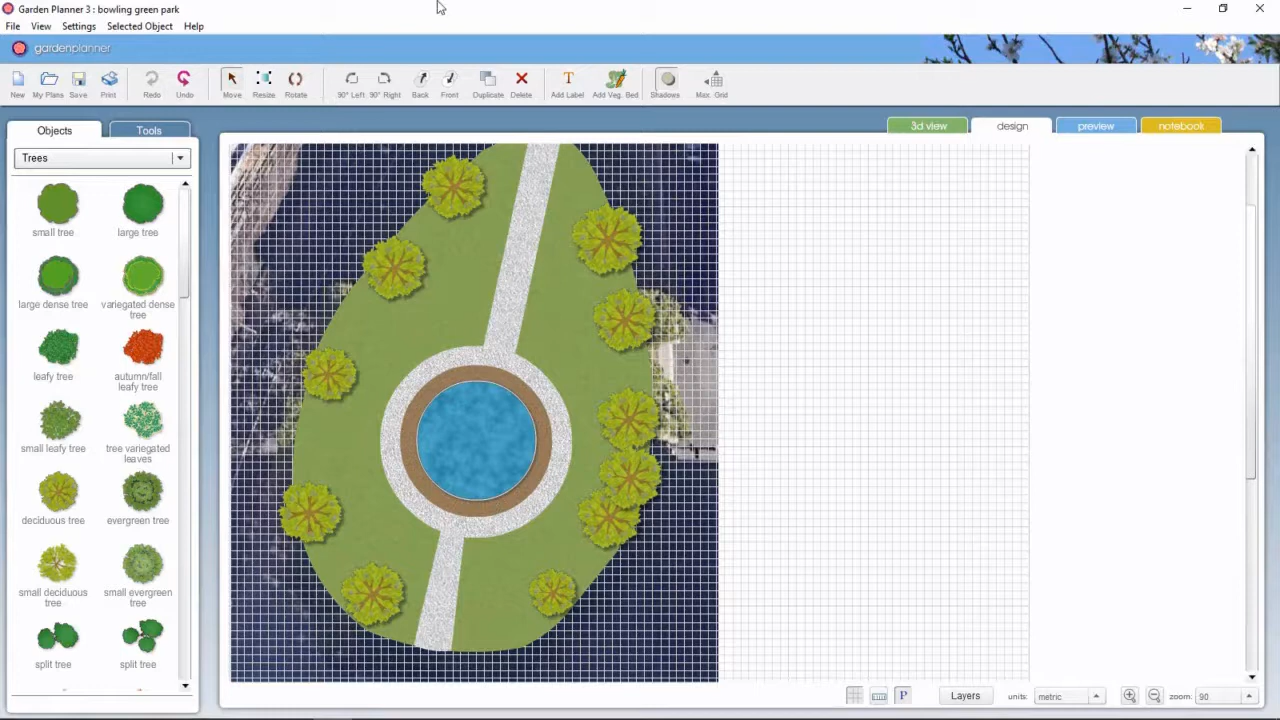 Garden Planner 3 : bowling green park
File View Settings Selected Object Help
gardenplanner
New My Plans Save Print Redo Undo Move Resize Rotate 30° Left 30° Right Back Front Duplicate Delete Add Label Add Veg. Bed Shadows Max. Grid
Objects Tools
3d view design preview notebook
Trees
small tree large tree
large dense tree variegated dense
tree
leafy tree autumn/fall
leafy tree
small leafy tree tree variegated
leaves
deciduous tree evergreen tree
small deciduous small evergreen
tree tree
split tree split tree
P Layers units: metric zoom: 90